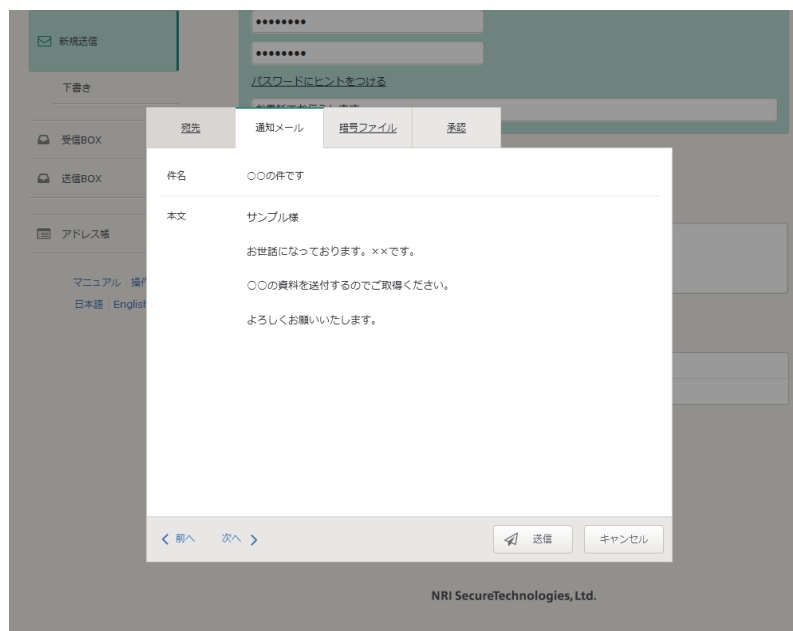 新規送信
下書き
受信BOX
送信BOX
アドレス帳
マニュアル
日本語 | English
••••••••
••••••••
パスワードにヒントをつける
宛先
通知メール
暗号ファイル
承認
件名
○○の件です
本文
サンプル様
お世話になっております。××です。
○○の資料を送付するのでご取得ください。
よろしくお願いいたします。
前へ
次へ
送信
キャンセル
NRI SecureTechnologies, Ltd.